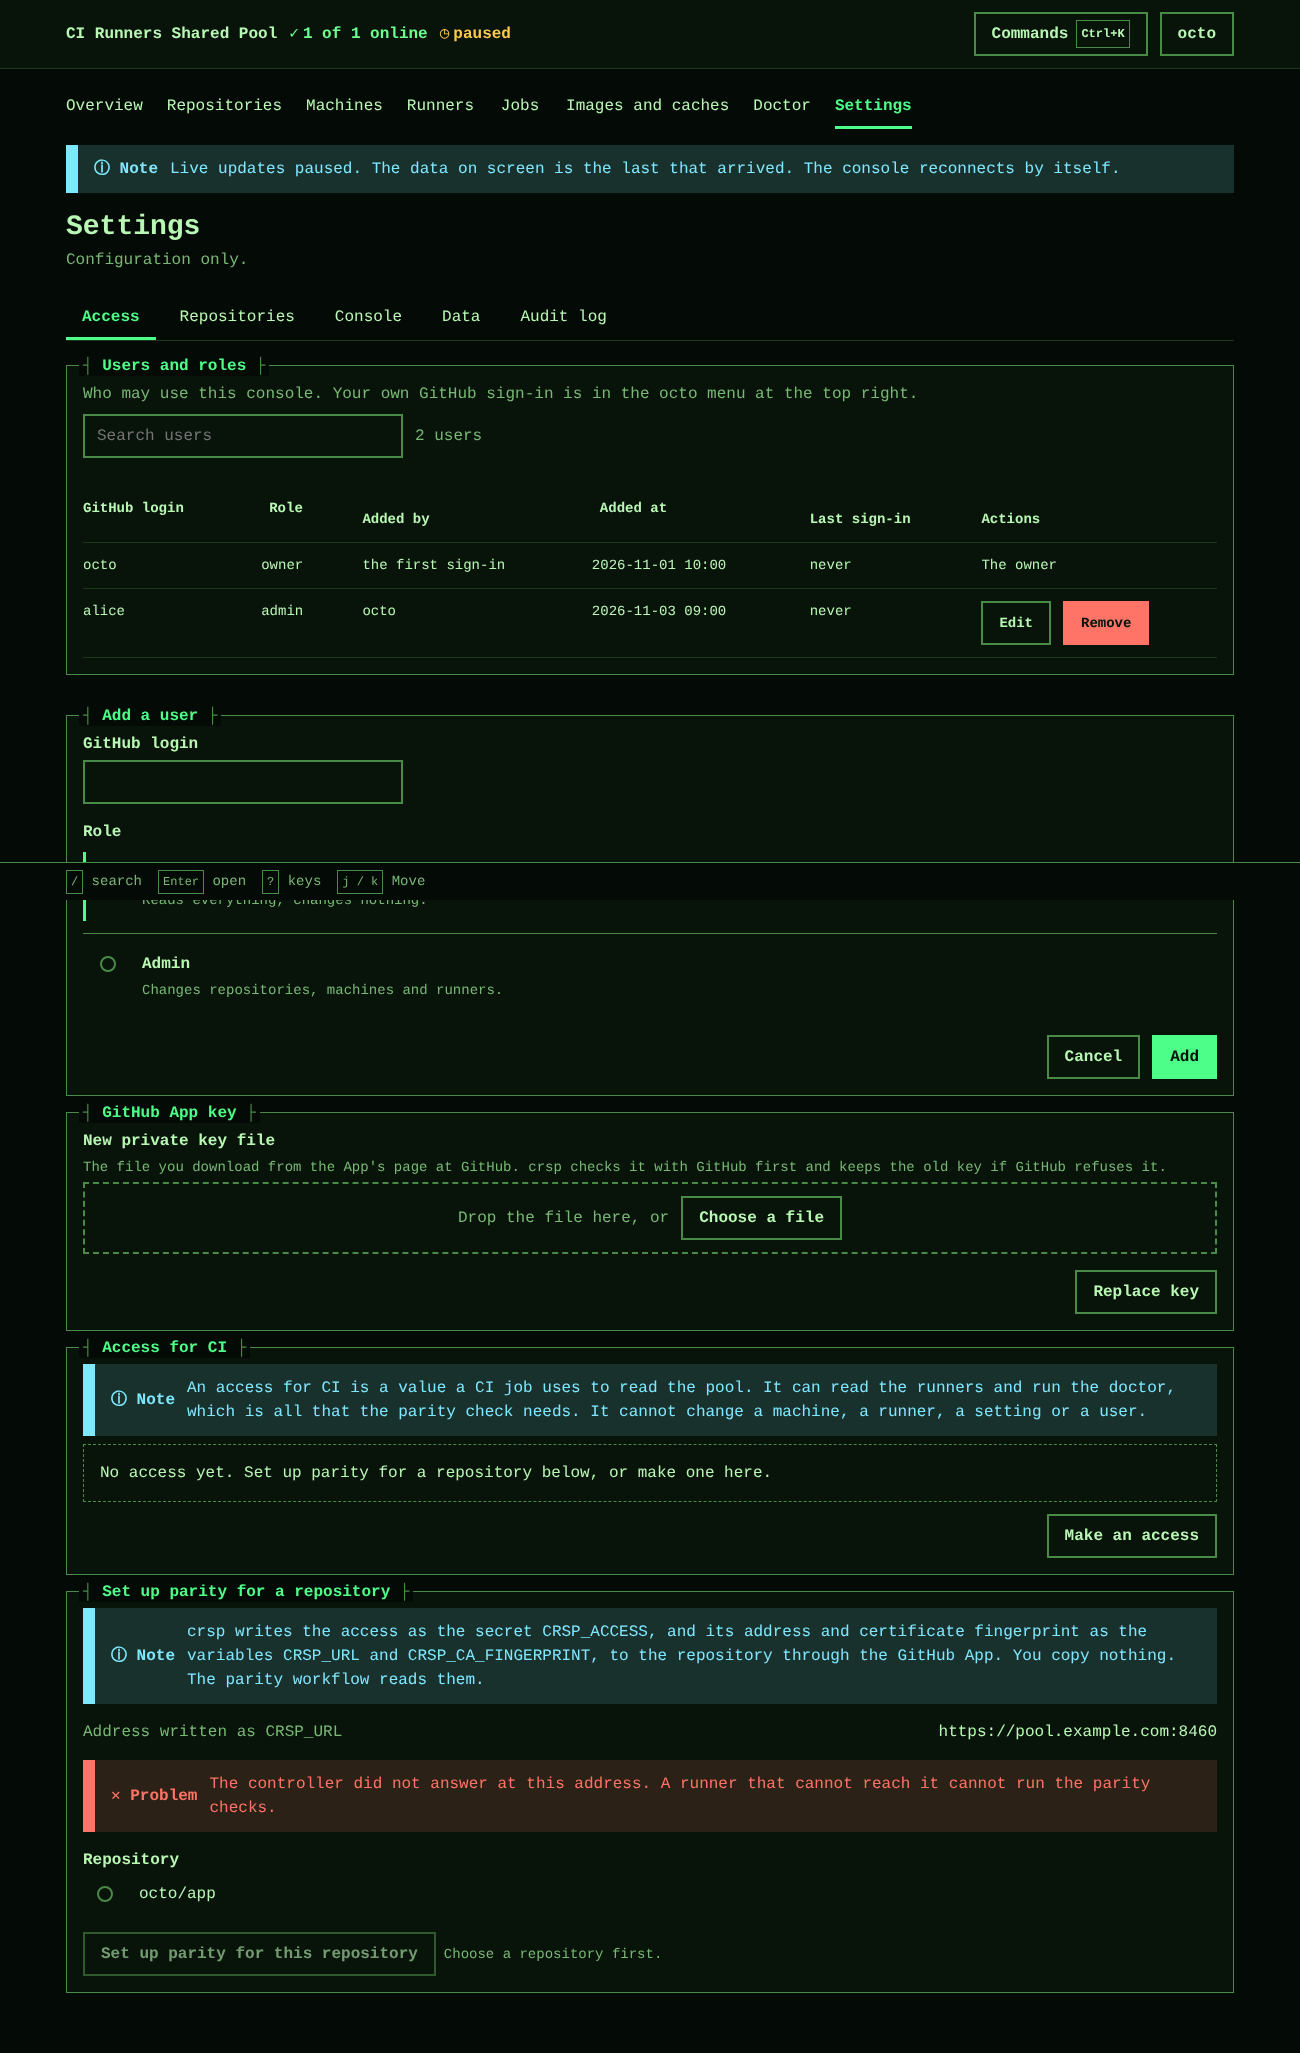 CI Runners Shared Pool ✓ 1 of 1 online ◷ paused
Commands Ctrl+K
octo
Overview Repositories Machines Runners Jobs Images and caches Doctor Settings
ⓘ Note Live updates paused. The data on screen is the last that arrived. The console reconnects by itself.
Settings
Configuration only.
Access Repositories Console Data Audit log
Users and roles
Who may use this console. Your own GitHub sign-in is in the octo menu at the top right.
Search users 2 users
GitHub login Role Added by Added at Last sign-in Actions
octo owner the first sign-in 2026-11-01 10:00 never The owner
alice admin octo 2026-11-03 09:00 never Edit Remove
Add a user
GitHub login
Role
/ search Enter open ? keys j / k Move
Reads everything, changes nothing.
Admin
Changes repositories, machines and runners.
Cancel Add
GitHub App key
New private key file
The file you download from the App's page at GitHub. crsp checks it with GitHub first and keeps the old key if GitHub refuses it.
Drop the file here, or Choose a file
Replace key
Access for CI
ⓘ Note An access for CI is a value a CI job uses to read the pool. It can read the runners and run the doctor,
which is all that the parity check needs. It cannot change a machine, a runner, a setting or a user.
No access yet. Set up parity for a repository below, or make one here.
Make an access
Set up parity for a repository
crsp writes the access as the secret CRSP_ACCESS, and its address and certificate fingerprint as the
ⓘ Note variables CRSP_URL and CRSP_CA_FINGERPRINT, to the repository through the GitHub App. You copy nothing.
The parity workflow reads them.
Address written as CRSP_URL https://pool.example.com:8460
✕ Problem The controller did not answer at this address. A runner that cannot reach it cannot run the parity
checks.
Repository
octo/app
Set up parity for this repository Choose a repository first.